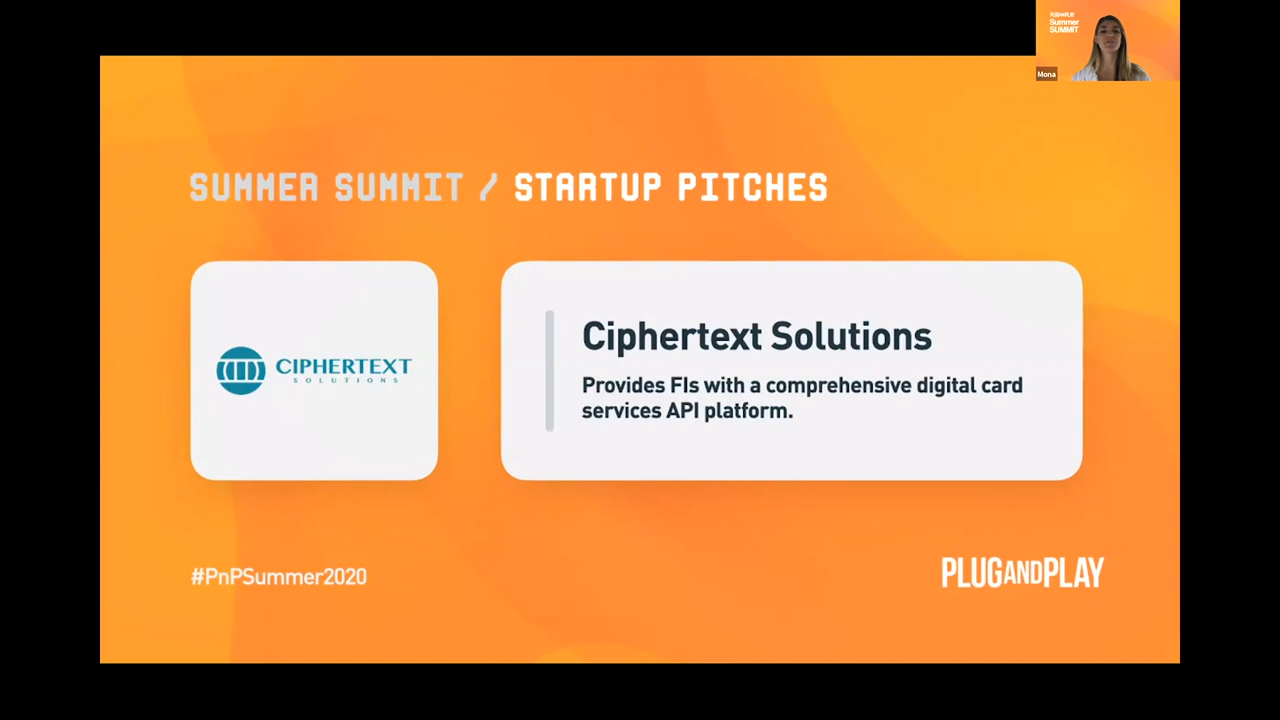 PLUGANDPLAY
Summer
SUMMIT
Mona
SUMMER SUMMIT / STARTUP PITCHES
CIPHERTEXT
SOLUTIONS
Ciphertext Solutions
Provides FIs with a comprehensive digital card
services API platform.
#PnPSummer2020
PLUGANDPLAY